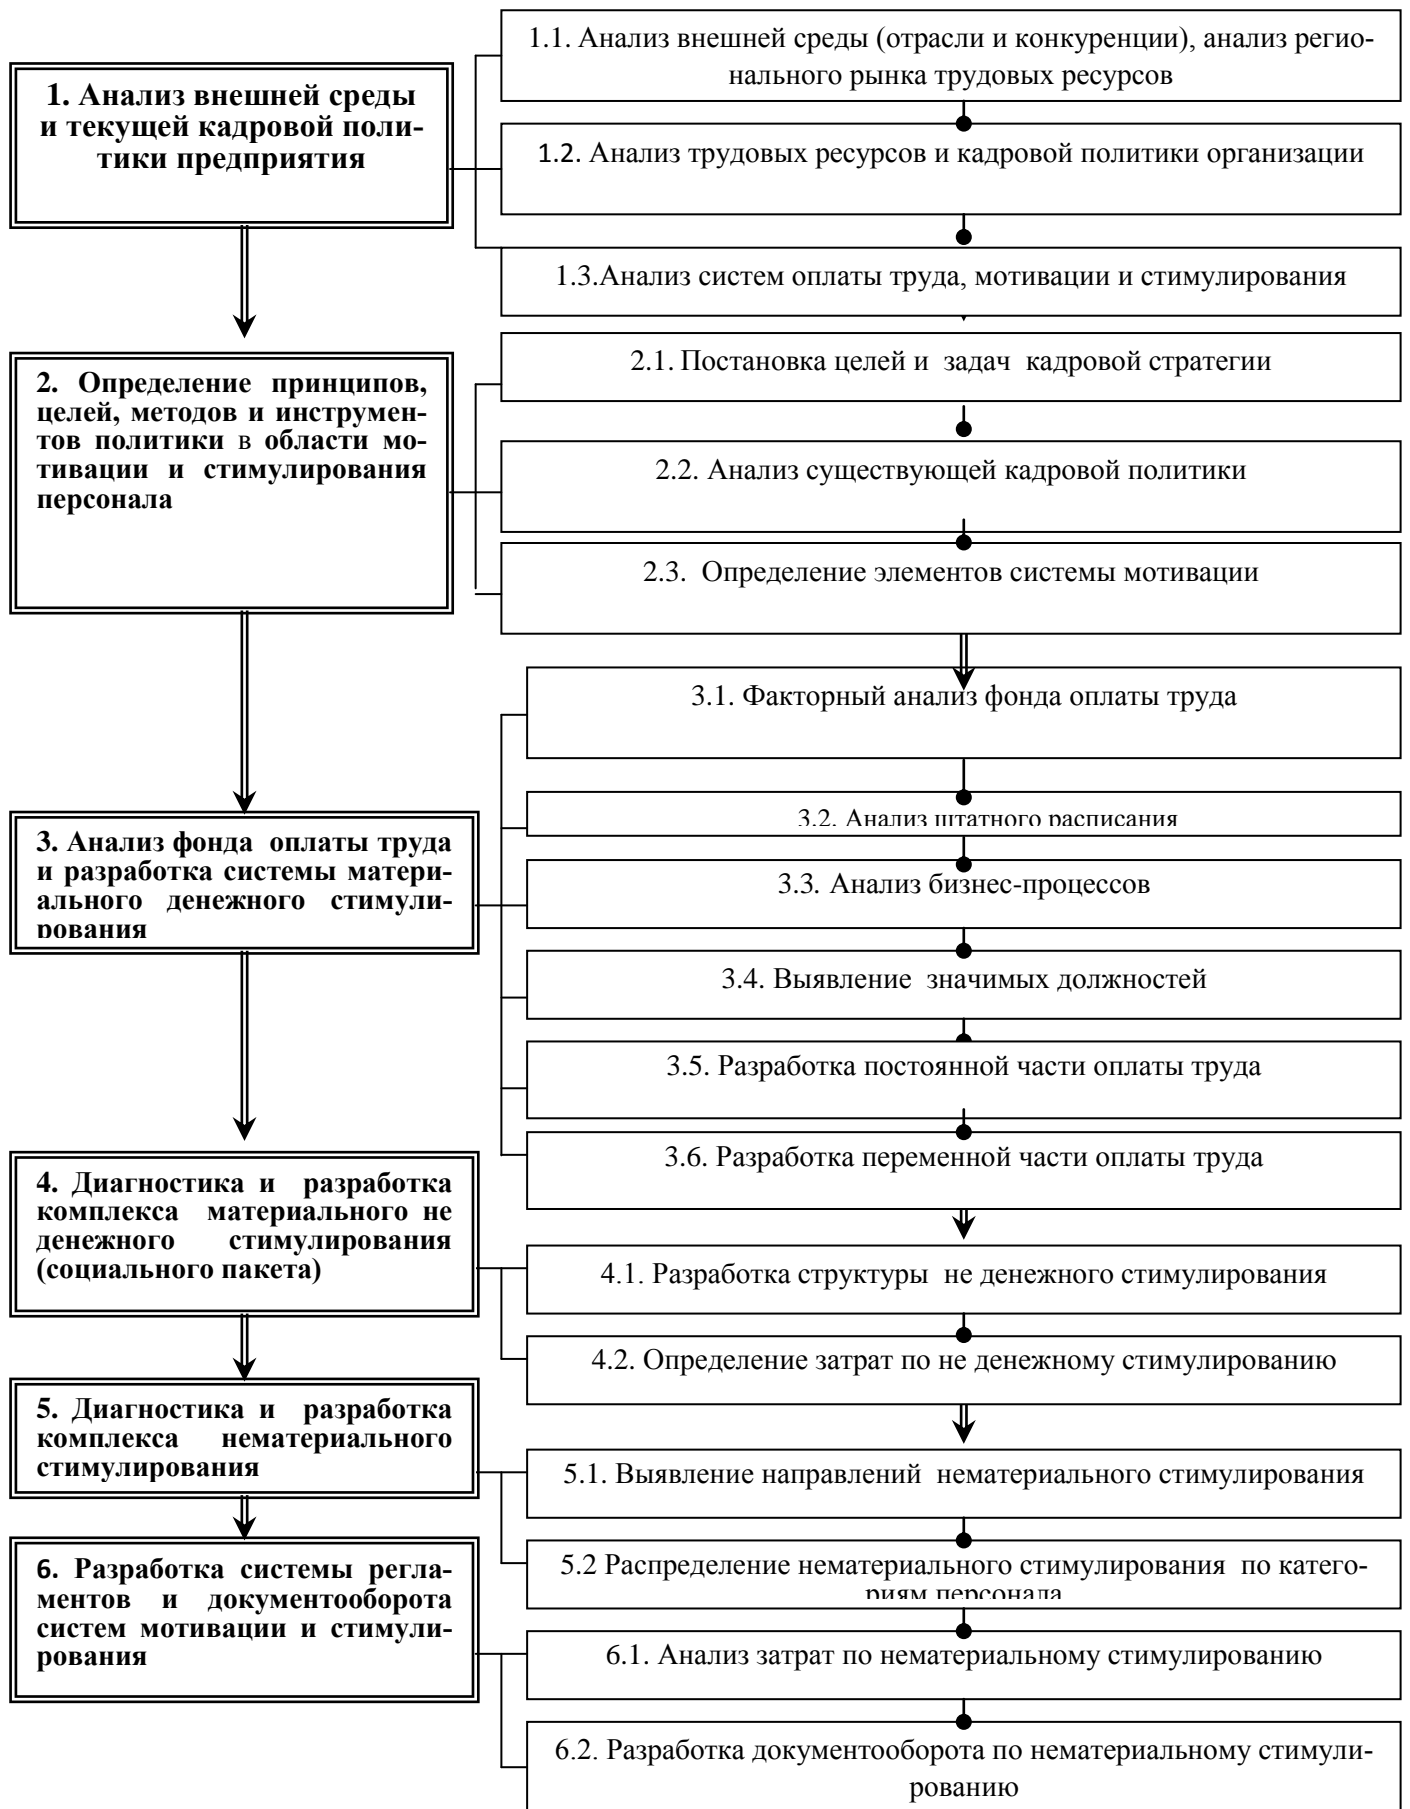 1.1. Анализ внешней среды (отрасли и конкуренции), анализ регио-
нального рынка трудовых ресурсов
1. Анализ внешней среды
и текущей кадровой поли-
тики предприятия
1.2. Анализ трудовых ресурсов и кадровой политики организации
1.3.Анализ систем оплаты труда, мотивации и стимулирования
2. Определение принципов,
целей, методов и инструмен-
тов политики в области мо-
тивации и стимулирования
персонала
2.1. Постановка целей и задач кадровой стратегии
2.2. Анализ существующей кадровой политики
2.3. Определение элементов системы мотивации
3. Анализ фонда оплаты труда
и разработка системы матери-
ального денежного стимули-
рования
3.1. Факторный анализ фонда оплаты труда
3.2. Анализ штатного расписания
3.3. Анализ бизнес-процессов
3.4. Выявление значимых должностей
3.5. Разработка постоянной части оплаты труда
3.6. Разработка переменной части оплаты труда
4. Диагностика и разработка
комплекса материального не
денежного стимулирования
(социального пакета)
4.1. Разработка структуры не денежного стимулирования
4.2. Определение затрат по не денежному стимулированию
5. Диагностика и разработка
комплекса нематериального
стимулирования
5.1. Выявление направлений нематериального стимулирования
5.2 Распределение нематериального стимулирования по катего-
риям персонала
6. Разработка системы регла-
ментов и документооборота
систем мотивации и стимули-
рования
6.1. Анализ затрат по нематериальному стимулированию
6.2. Разработка документооборота по нематериальному стимули-
рованию